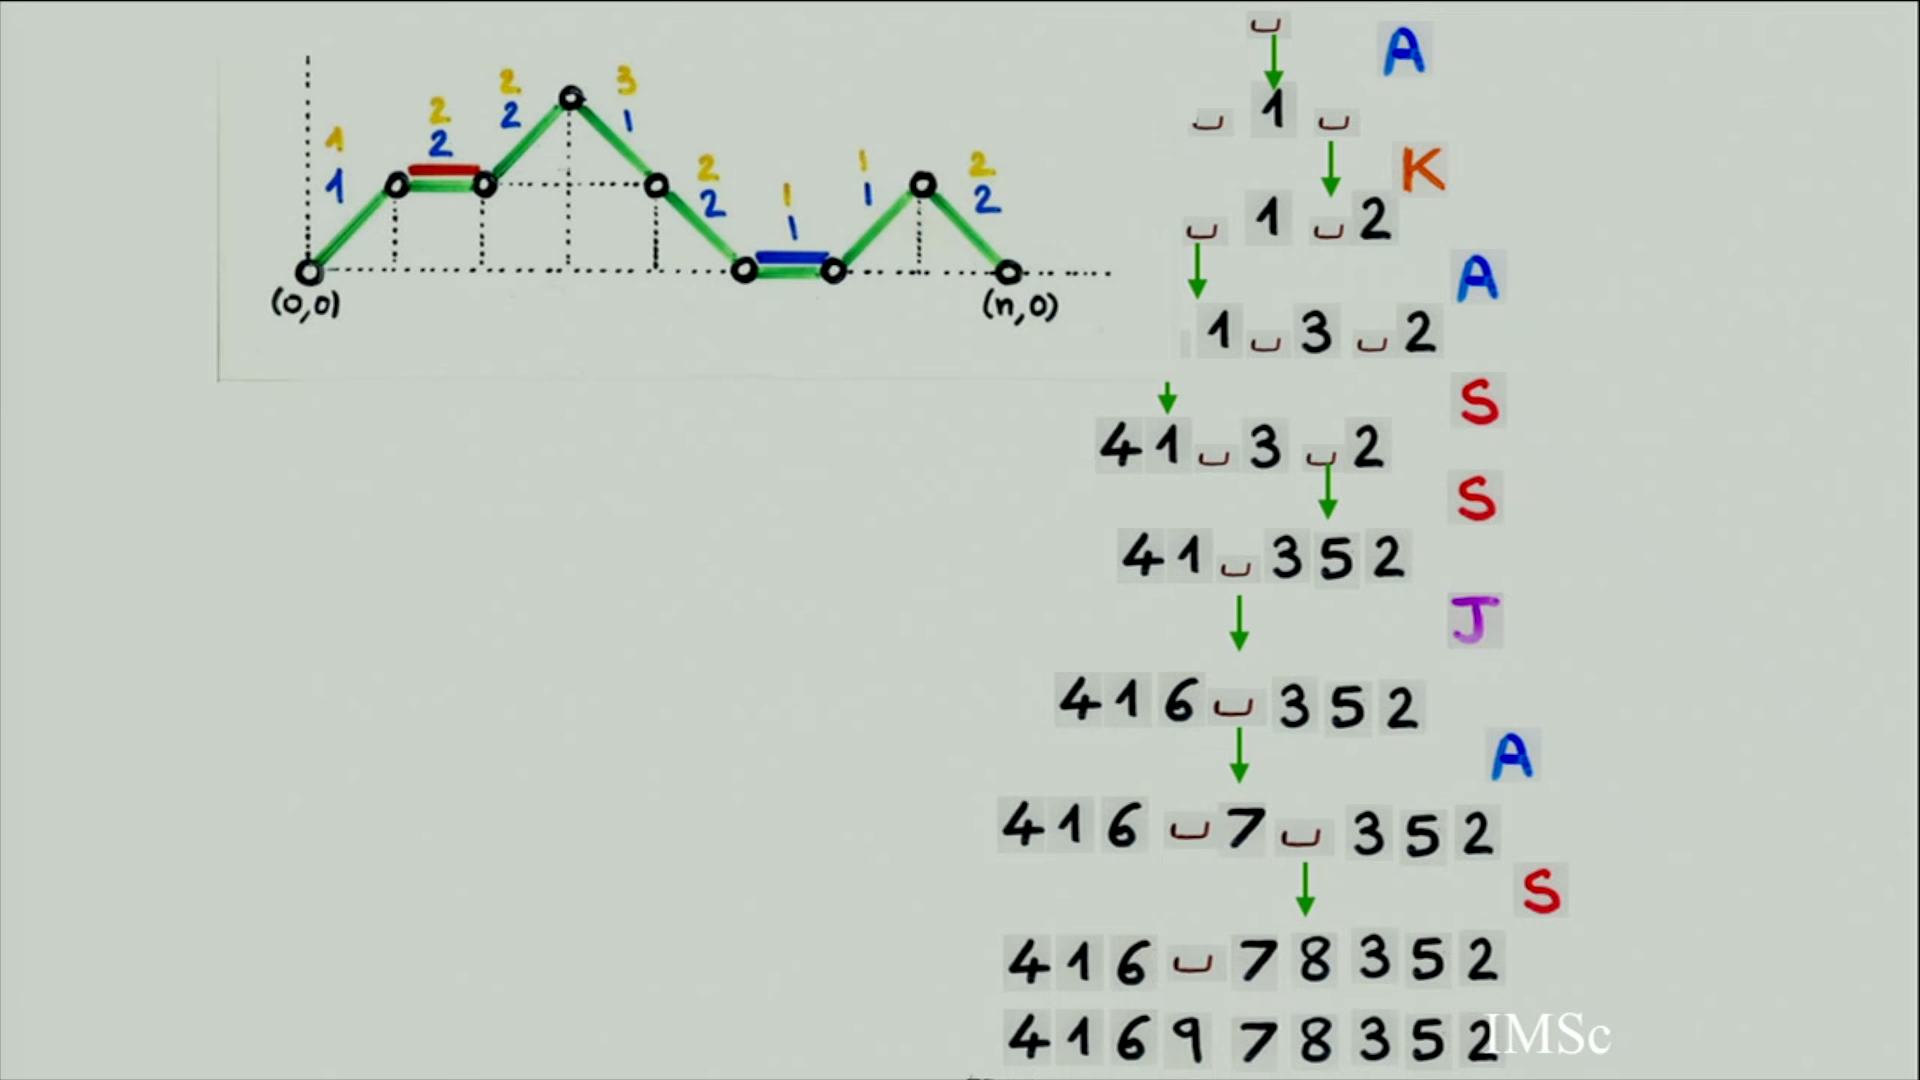 1 2 2 3 2 1 1 2
1 2 2 1 2 1 1 2
(0,0) (n,0)
␣ A
␣ 1 ␣ K
␣ 1 ␣ 2 A
1 ␣ 3 ␣ 2 S
4 1 ␣ 3 ␣ 2 S
4 1 ␣ 3 5 2 J
4 1 6 ␣ 3 5 2 A
4 1 6 ␣ 7 ␣ 3 5 2 S
4 1 6 ␣ 7 8 3 5 2
4 1 6 9 7 8 3 5 2
IMSc